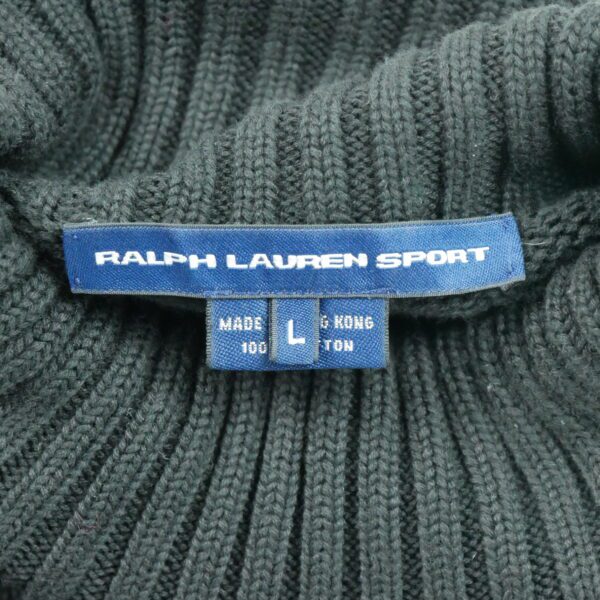 RALPH LAUREN SPORT
MADE G KONG
L
100 TON